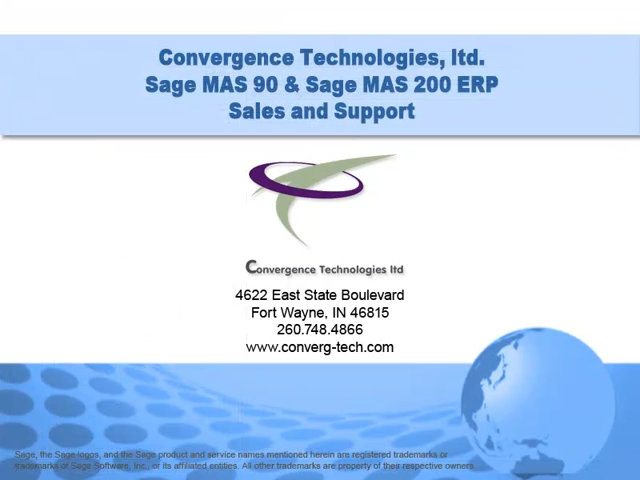 Convergence Technologies, ltd.
Sage MAS 90 & Sage MAS 200 ERP
Sales and Support
Convergence Technologies ltd
4622 East State Boulevard
Fort Wayne, IN 46815
260.748.4866
www.converg-tech.com
Sage, the Sage logos, and the Sage product and service names mentioned herein are registered trademarks or
trademarks of Sage Software, Inc., or its affiliated entities. All other trademarks are property of their respective owners.